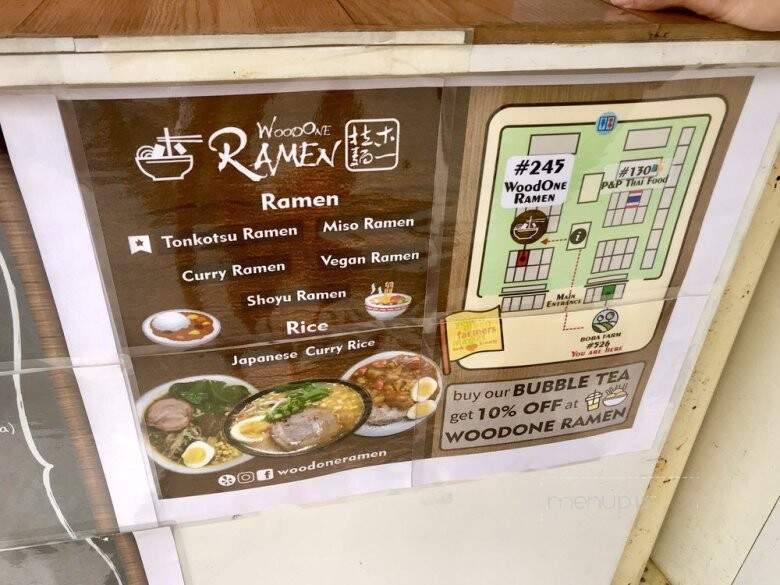 WoodOne
RAMEN
Ramen
Tonkotsu Ramen
Miso Ramen
Curry Ramen
Vegan Ramen
Shoyu Ramen
Rice
Japanese Curry Rice
woodoneramen
#245
WoodOne
Ramen
#130
P&P Thai Food
i
Main
Entrance
farmers
Boba Farm
#526
You are here
buy our BUBBLE TEA
get 10% OFF at
WOODONE RAMEN
a)
menupix